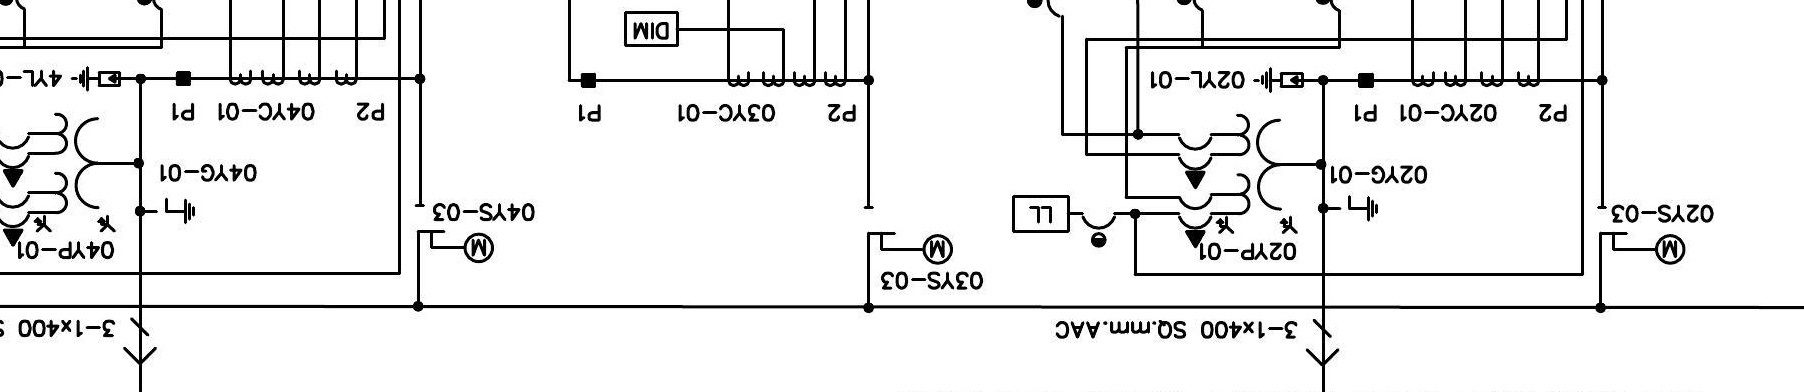 3-1x400 SQ.mm.AAC
3-1x400 S
03YS-03
M
02YP-01
M
M
04YP-01
02YS-03
LL
04YS-03
02YG-01
04YG-01
P2
02YC-01
P1
P2
03YC-01
P1
P2
04YC-01
P1
02YL-01
4YL-0
DIM